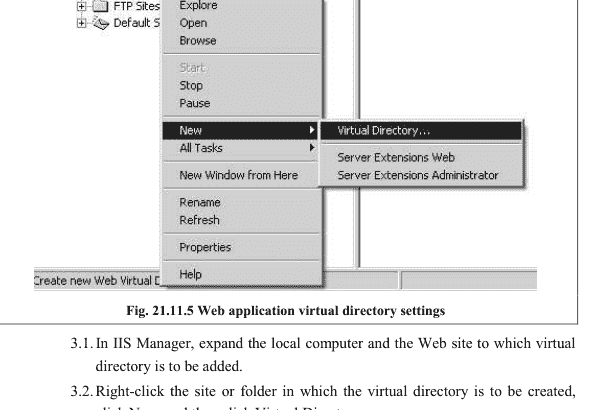 Explore
FTP Sites
Open
Default S
Browse
Start
Stop
Pause
New
Virtual Directory...
All Tasks
Server Extensions Web
New Window from Here
Server Extensions Administrator
Rename
Refresh
Properties
Help
Create new Web Virtual D
Fig. 21.11.5 Web application virtual directory settings
3.1. In IIS Manager, expand the local computer and the Web site to which virtual
directory is to be added.
3.2. Right-click the site or folder in which the virtual directory is to be created,